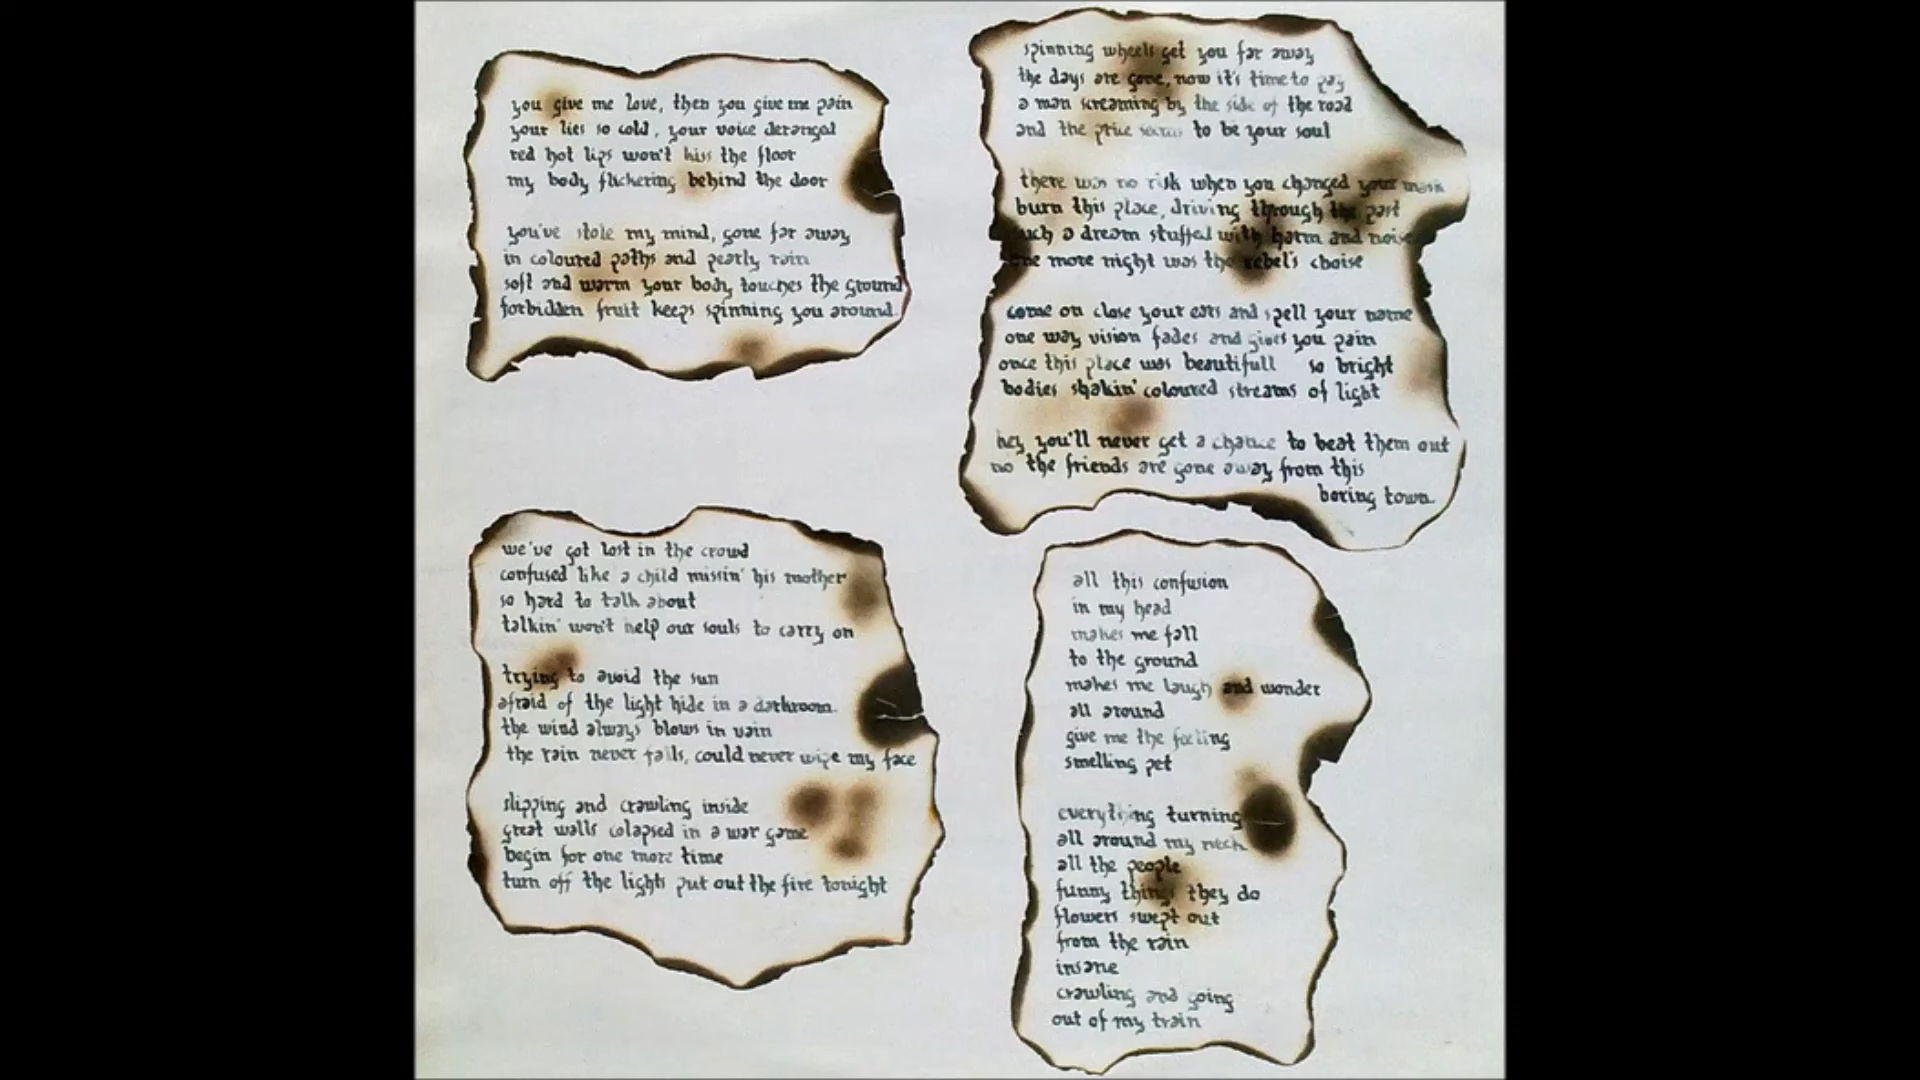 you give me love, then you give me pain
your lies so cold, your voice deranged
red hot lips won't kiss the floor
my body flickering behind the door
you've stole my mind, gone far away
in coloured paths and pearly rain
soft and warm your body touches the ground
forbidden fruit keeps spinning you around.
spinning wheels get you far away
the days are gone, now it's time to pay
a man screaming by the side of the road
and the price seems to be your soul
there was no risk when you changed your mask
burn this place, driving through the past
such a dream stuffed with harm and noise
one more night was the rebel's choise
come on close your ears and spell your name
one way vision fades and gives you pain
once this place was beautifull so bright
bodies shakin' coloured streams of light
hey you'll never get a chance to beat them out
no the friends are gone away from this
boring town.
we've got lost in the crowd
confused like a child missin' his mother
so hard to talk about
talkin' won't help our souls to carry on
trying to avoid the sun
afraid of the light hide in a darkroom.
the wind always blows in vain
the rain never falls, could never wipe my face
slipping and crawling inside
great walls colapsed in a war game
begin for one more time
turn off the lights put out the fire tonight
all this confusion
in my head
makes me fall
to the ground
makes me laugh and wonder
all around
give me the feeling
smelling pet
everything turning
all around my neck
all the people
funny things they do
flowers swept out
from the rain
insane
crawling and going
out of my train